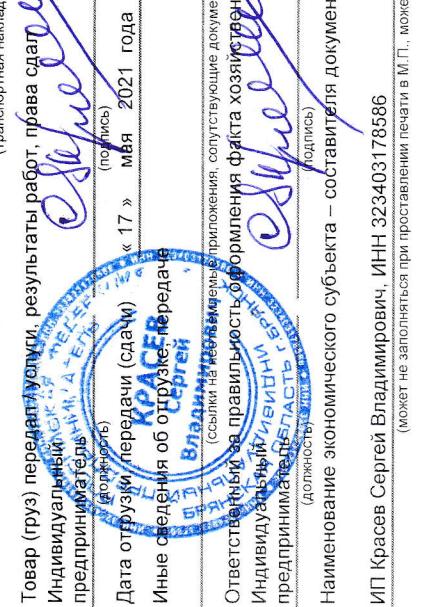 (Транспортная наклад
Товар (груз) передал / услуги, результаты работ, права сдал
Индивидуальный
предприниматель
(должность) (подпись)
Дата отгрузки, передачи (сдачи) « 17 » мая 2021 года
Иные сведения об отгрузке, передаче
(ссылки на неотъемлемые приложения, сопутствующие докуме
Ответственный за правильность оформления факта хозяйствен
Индивидуальный
предприниматель
(должность) (подпись)
Наименование экономического субъекта – составителя докумен
ИП Красев Сергей Владимирович, ИНН 323403178586
(может не заполняться при проставлении печати в М.П., може
КРАСЕВ
Сергей
Владимирович